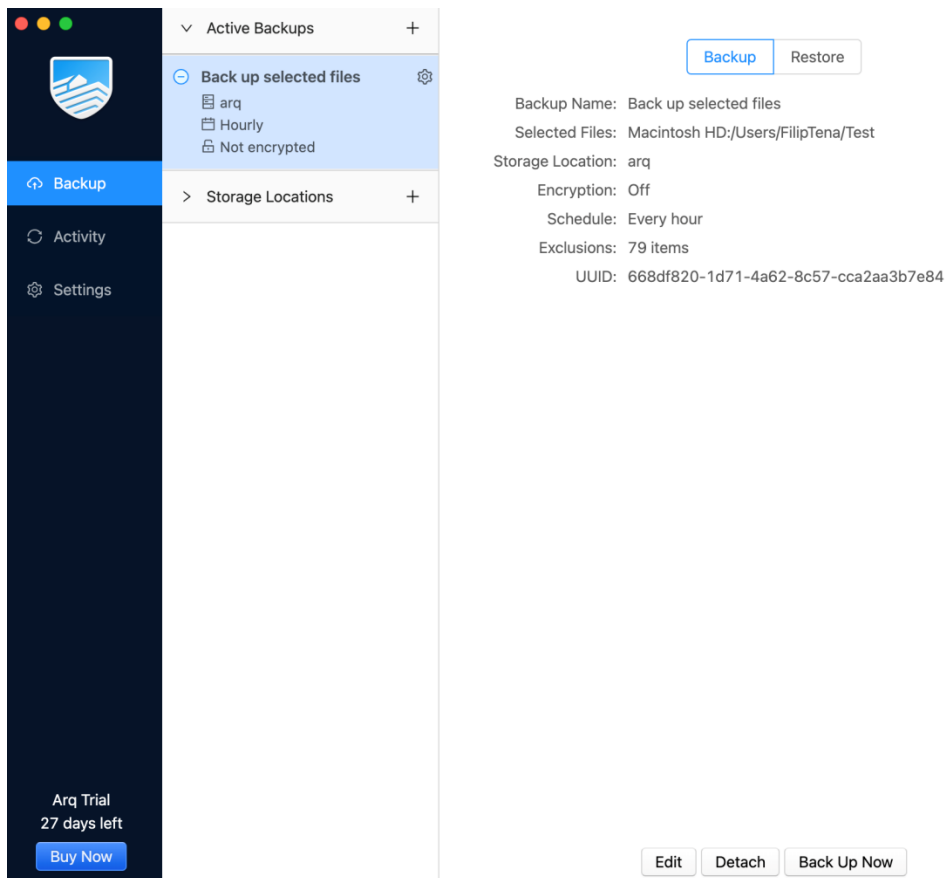 Backup
Activity
Settings
Arq Trial
27 days left
Buy Now
Active Backups
Back up selected files
arq
Hourly
Not encrypted
Storage Locations
Backup Restore
Backup Name: Back up selected files
Selected Files: Macintosh HD:/Users/FilipTena/Test
Storage Location: arq
Encryption: Off
Schedule: Every hour
Exclusions: 79 items
UUID: 668df820-1d71-4a62-8c57-cca2aa3b7e84
Edit Detach Back Up Now